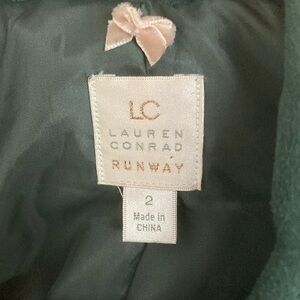 LC
LAUREN
CONRAD
RUNWAY
2
Made in
CHINA